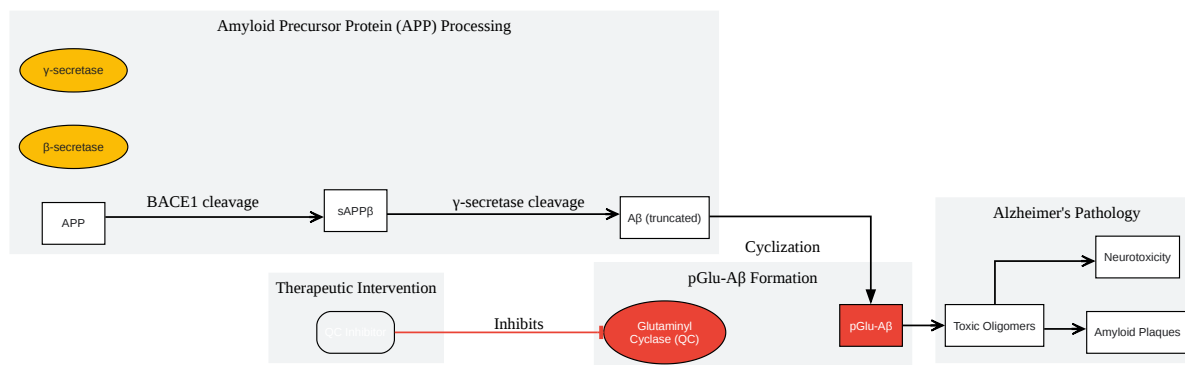 Amyloid Precursor Protein (APP) Processing
γ-secretase
β-secretase
APP
BACE1 cleavage
sAPPβ
γ-secretase cleavage
Aβ (truncated)
Cyclization
Therapeutic Intervention
QC Inhibitor
Inhibits
pGlu-Aβ Formation
Glutaminyl
Cyclase (QC)
pGlu-Aβ
Alzheimer's Pathology
Neurotoxicity
Toxic Oligomers
Amyloid Plaques